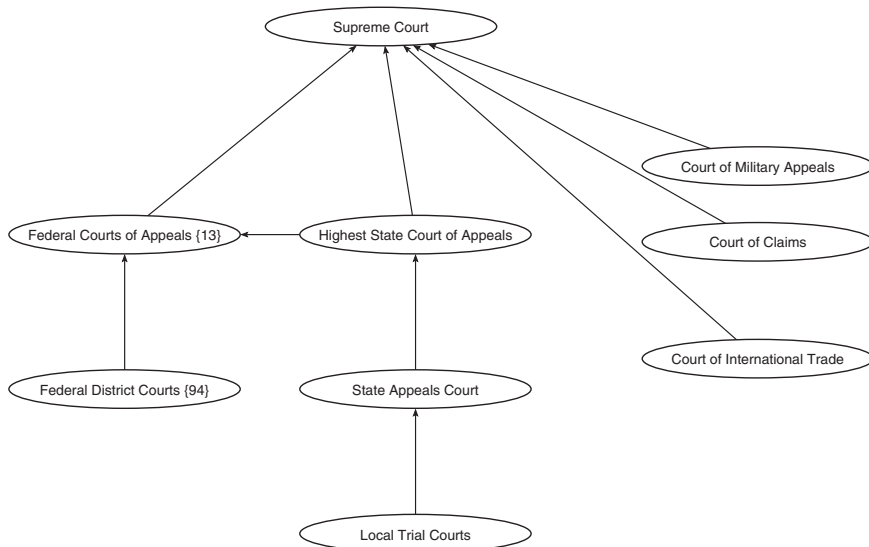 Supreme Court
Court of Military Appeals
Federal Courts of Appeals {13}
Highest State Court of Appeals
Court of Claims
Court of International Trade
Federal District Courts {94}
State Appeals Court
Local Trial Courts